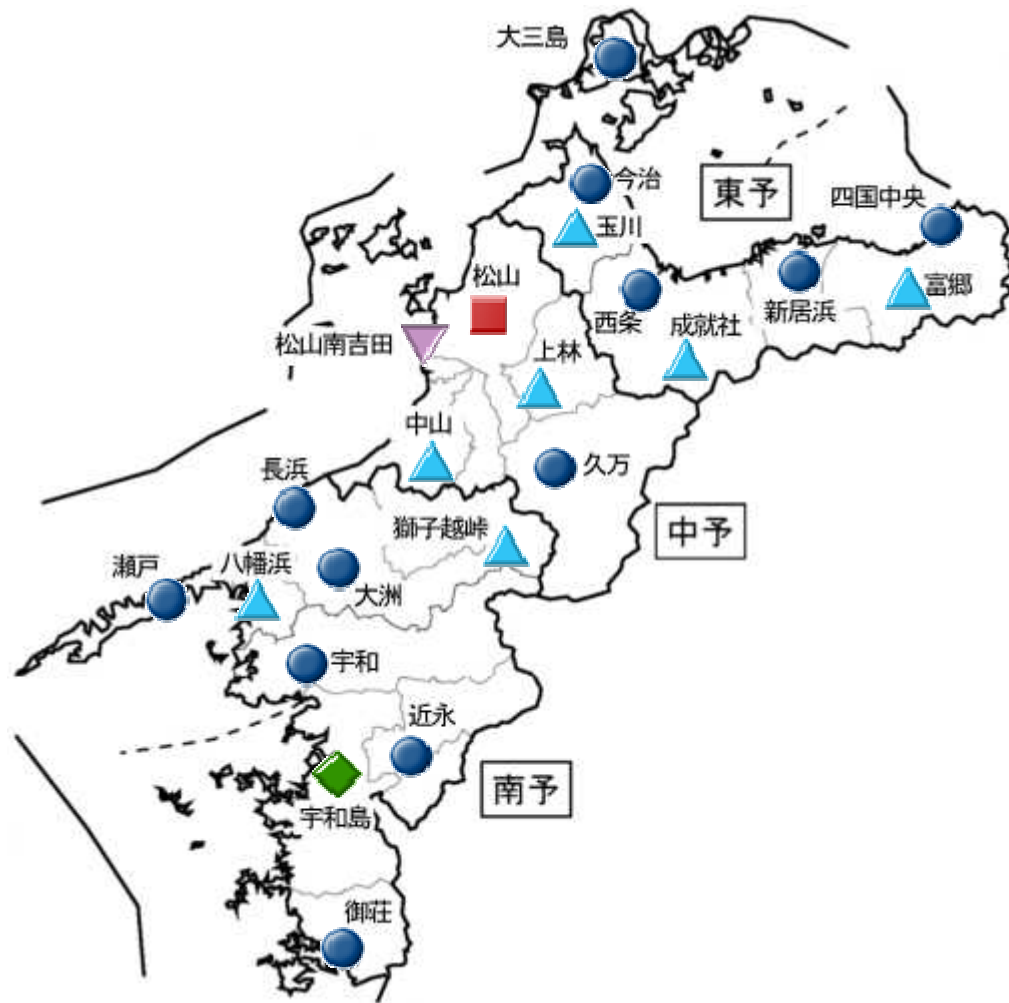 大三島
今治
東予
四国中央
玉川
松山
富郷
新居浜
西条
成就社
松山南吉田
上林
中山
久万
長浜
獅子越峠
中予
瀬戸
八幡浜
大洲
宇和
近永
南予
宇和島
御荘